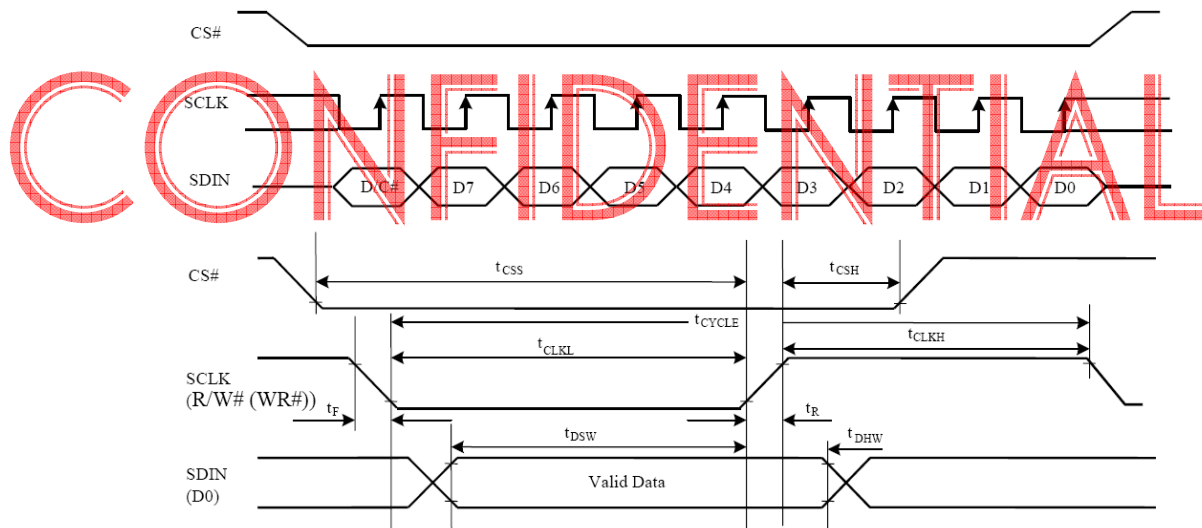 CS#
CONFIDENTIAL
SCLK
SDIN
D/C# D7 D6 D5 D4 D3 D2 D1 D0
CS#
tCSS
tCSH
tCYCLE
tCLKL
tCLKH
SCLK
(R/W# (WR#))
tF
tR
tDSW
tDHW
SDIN
(D0)
Valid Data